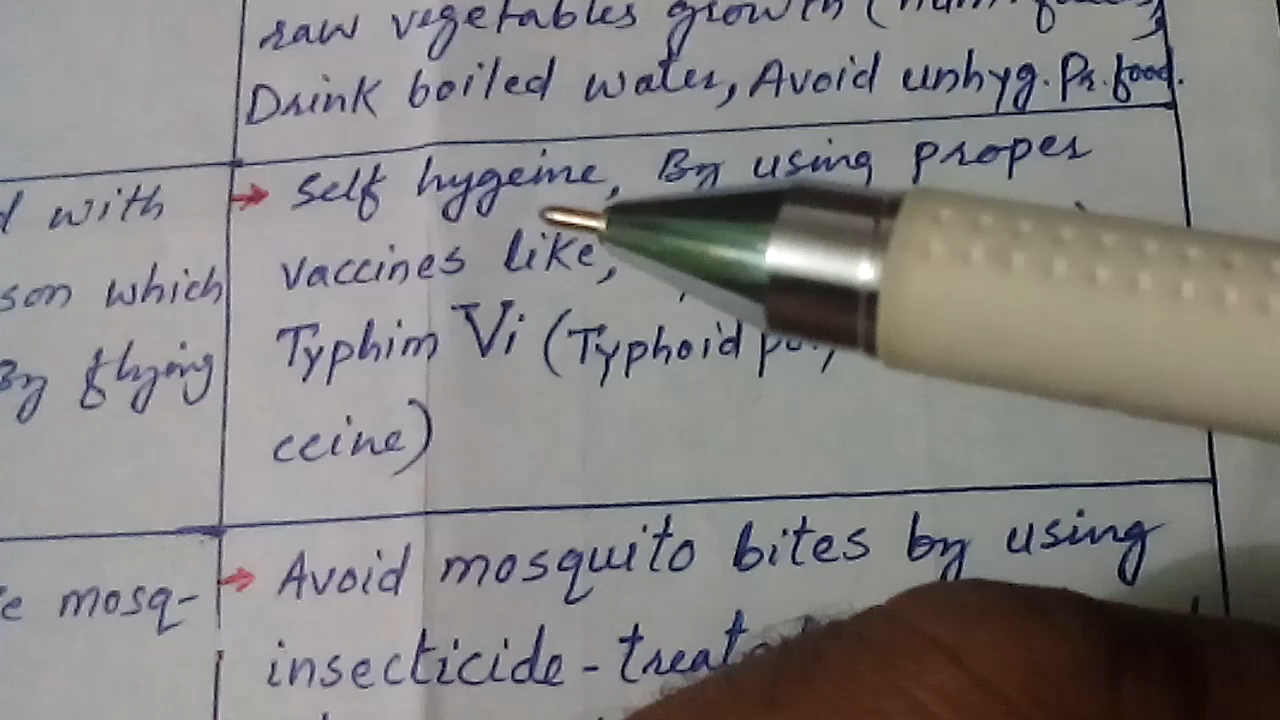 raw vegetables growth
Drink boiled water, Avoid unhyg. Pr. food.
with → Self hygeine, By using proper
son which vaccines like,
By flying Typhim Vi (Typhoid
ccine)
mosq- → Avoid mosquito bites by using
insecticide-